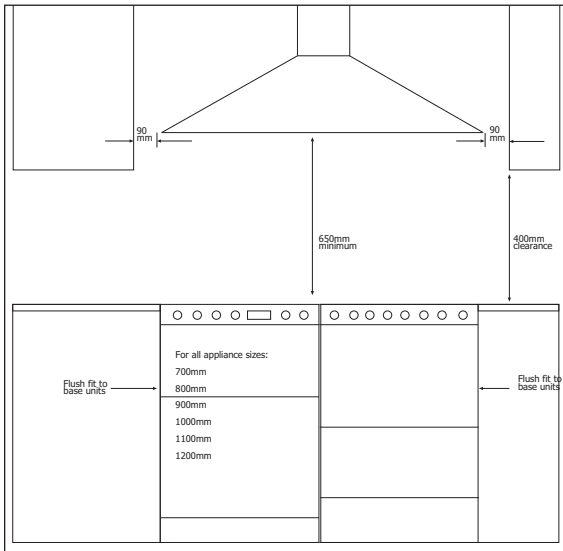 90
mm
90
mm
650mm
minimum
400mm
clearance
For all appliance sizes:
700mm
800mm
900mm
1000mm
1100mm
1200mm
Flush fit to
base units
Flush fit to
base units